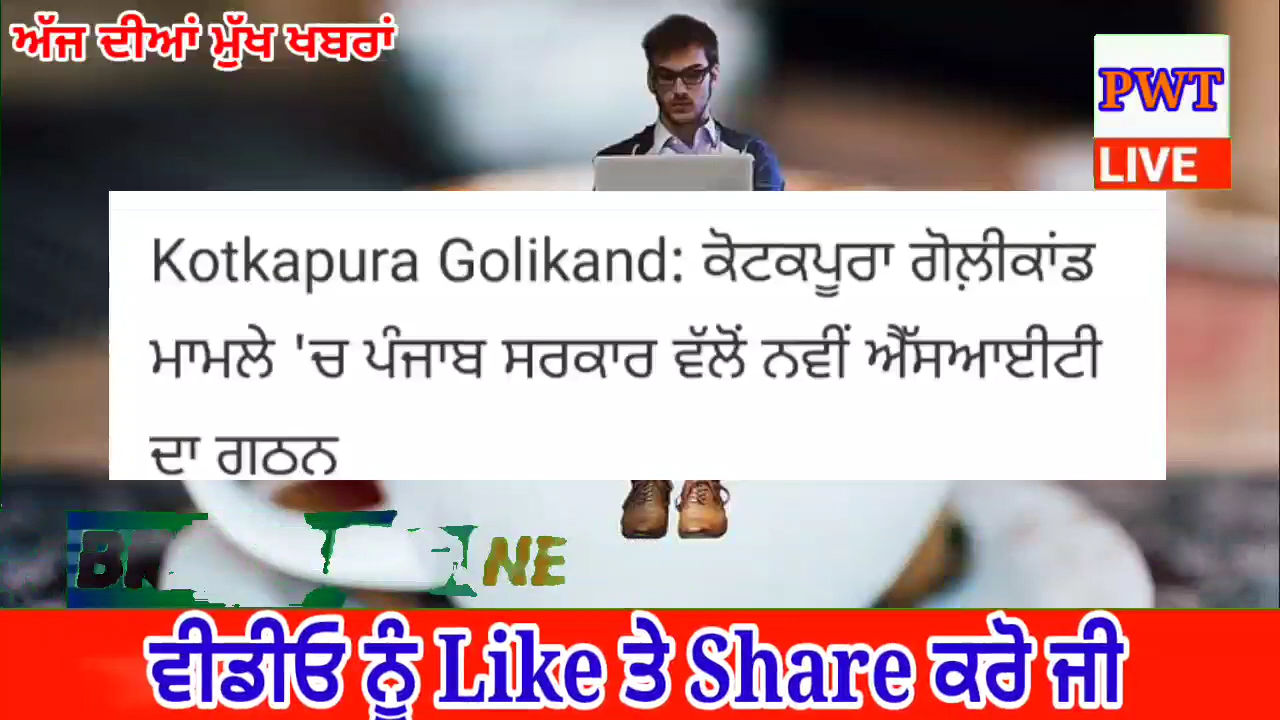 ਅੱਜ ਦੀਆਂ ਮੁੱਖ ਖਬਰਾਂ
PWT
LIVE
Kotkapura Golikand: ਕੋਟਕਪੂਰਾ ਗੋਲ਼ੀਕਾਂਡ
ਮਾਮਲੇ 'ਚ ਪੰਜਾਬ ਸਰਕਾਰ ਵੱਲੋਂ ਨਵੀਂ ਐੱਸਆਈਟੀ
ਦਾ ਗਠਨ
ਵੀਡੀਓ ਨੂੰ Like ਤੇ Share ਕਰੋ ਜੀ